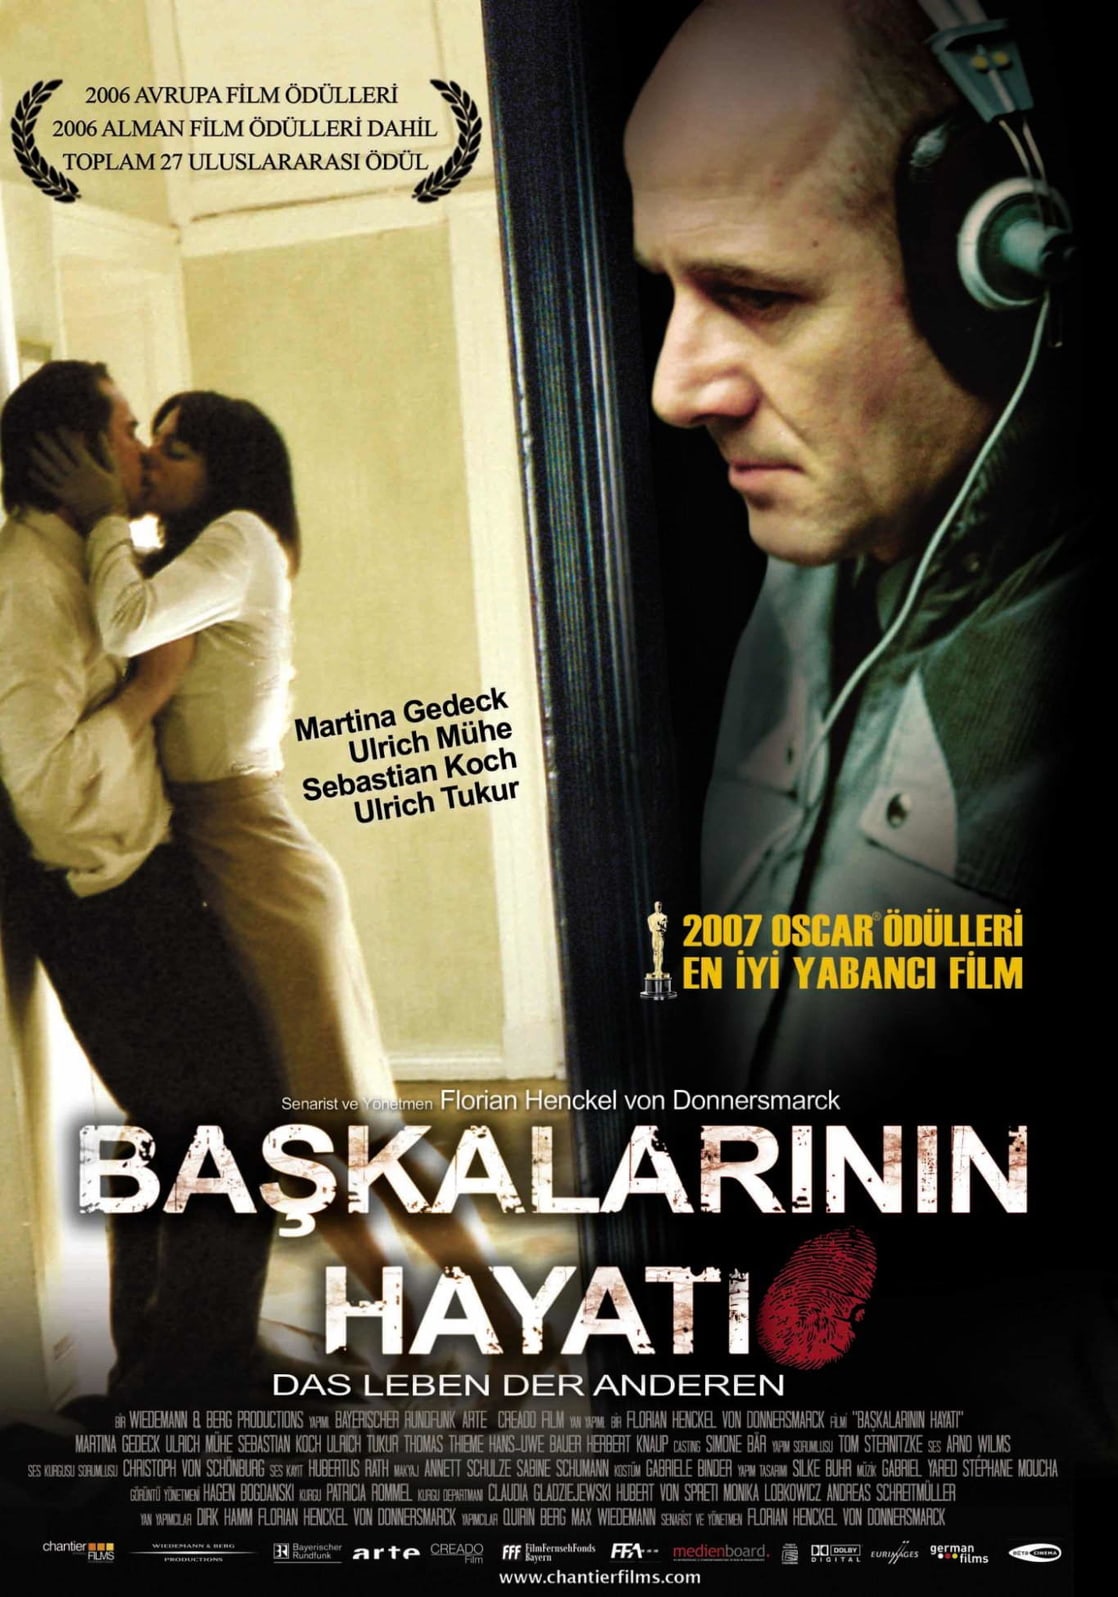 2006 AVRUPA FİLM ÖDÜLLERİ
2006 ALMAN FİLM ÖDÜLLERİ DAHİL
TOPLAM 27 ULUSLARARASI ÖDÜL
Martina Gedeck
Ulrich Mühe
Sebastian Koch
Ulrich Tukur
2007 OSCAR® ÖDÜLLERİ
EN İYİ YABANCI FİLM
Senarist ve Yönetmen Florian Henckel von Donnersmarck
BAŞKALARININ
HAYATI
DAS LEBEN DER ANDEREN
BİR WIEDEMANN & BERG PRODUCTIONS YAPIMI BAYERISCHER RUNDFUNK ARTE CREADO FILM YAN YAPIMI BİR FLORIAN HENCKEL VON DONNERSMARCK FİLMİ "BAŞKALARININ HAYATI"
MARTINA GEDECK ULRICH MÜHE SEBASTIAN KOCH ULRICH TUKUR THOMAS THIEME HANS-UWE BAUER HERBERT KNAUP CASTING SIMONE BÄR YAPIM SORUMLUSU TOM STERNITZKE SES ARNO WILMS
SES KURGUSU SORUMLUSU CHRISTOPH VON SCHÖNBURG SES KAYIT HUBERTUS RATH MAKYAJ ANNETT SCHULZE SABINE SCHUMANN KOSTÜM GABRIELE BINDER YAPIM TASARIMI SILKE BUHR MÜZİK GABRIEL YARED STÉPHANE MOUCHA
GÖRÜNTÜ YÖNETMENİ HAGEN BOGDANSKI KURGU PATRICIA ROMMEL KURGU DEPARTMANI CLAUDIA GLADZIEJEWSKI HUBERT VON SPRETI MONIKA LOBKOWICZ ANDREAS SCHREITMÜLLER
YAN YAPIMCILAR DIRK HAMM FLORIAN HENCKEL VON DONNERSMARCK YAPIMCILAR QUIRIN BERG MAX WIEDEMANN SENARİST VE YÖNETMEN FLORIAN HENCKEL VON DONNERSMARCK
chantier FILMS WIEDEMANN & BERG PRODUCTIONS Bayerischer Rundfunk arte CREADO Film fff FilmFernsehFonds Bayern FFA medienboard. DOLBY DIGITAL EURIMAGES german films BETA CINEMA
www.chantierfilms.com